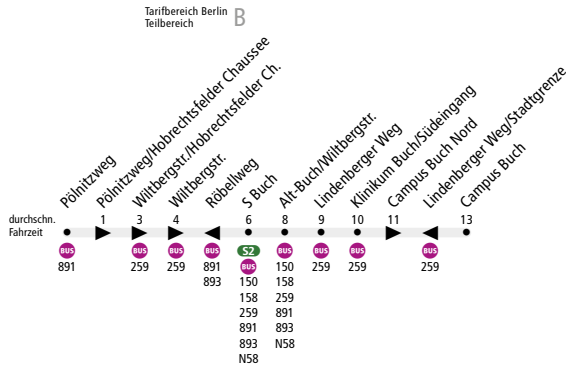 Tarifbereich Berlin
Teilbereich
B
Pölnitzweg
Pölnitzweg/Hobrechtsfelder Chaussee
Wiltbergstr./Hobrechtsfelder Ch.
Wiltbergstr.
Röbellweg
S Buch
Alt-Buch/Wiltbergstr.
Lindenberger Weg
Klinikum Buch/Südeingang
Campus Buch Nord
Lindenberger Weg/Stadtgrenze
Campus Buch
durchschn.
Fahrzeit
1 3 4 6 8 9 10 11 13
BUS BUS BUS BUS S2 BUS BUS BUS BUS
BUS
891 259 259 891 150 259 259 259
893 150 158
158 259
259 891
891 893
893 N58
N58